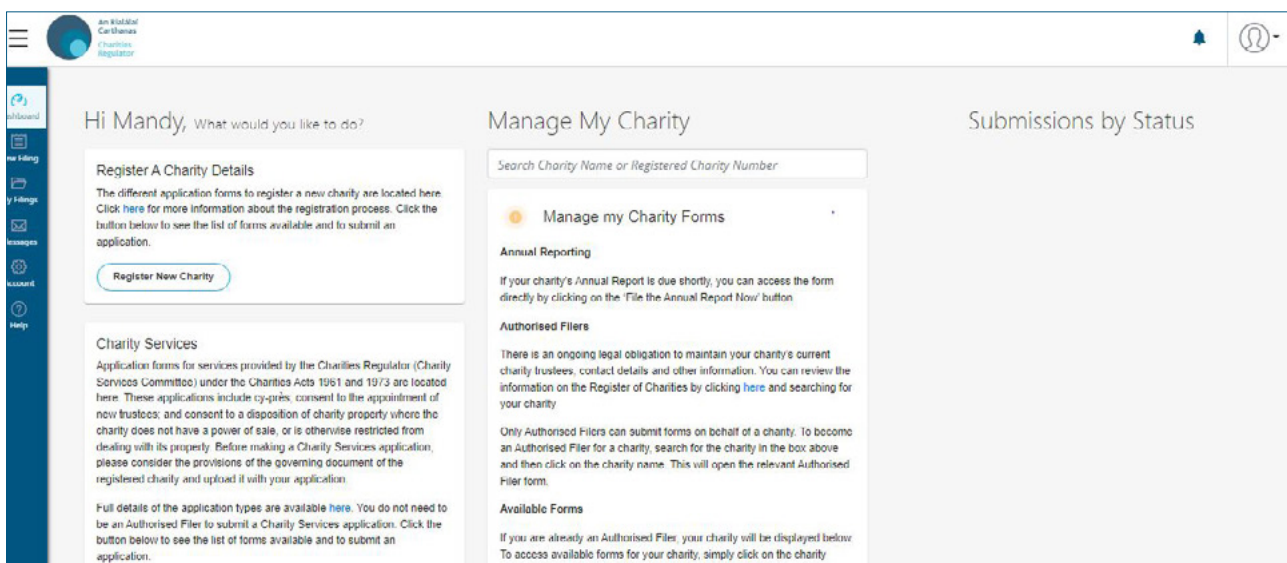 An Rialálaí
Carthanas
Charities
Regulator
shboard
ne Filing
y Filings
essages
ccount
Help
Hi Mandy, What would you like to do?
Register A Charity Details
The different application forms to register a new charity are located here.
Click here for more information about the registration process. Click the
button below to see the list of forms available and to submit an
application.
Register New Charity
Charity Services
Application forms for services provided by the Charities Regulator (Charity
Services Committee) under the Charities Acts 1961 and 1973 are located
here. These applications include cy-près; consent to the appointment of
new trustees; and consent to a disposition of charity property where the
charity does not have a power of sale, or is otherwise restricted from
dealing with its property. Before making a Charity Services application,
please consider the provisions of the governing document of the
registered charity and upload it with your application.
Full details of the application types are available here. You do not need to
be an Authorised Filer to submit a Charity Services application. Click the
button below to see the list of forms available and to submit an
application.
Manage My Charity
Search Charity Name or Registered Charity Number
Manage my Charity Forms
Annual Reporting
If your charity's Annual Report is due shortly, you can access the form
directly by clicking on the 'File the Annual Report Now' button
Authorised Filers
There is an ongoing legal obligation to maintain your charity's current
charity trustees, contact details and other information. You can review the
information on the Register of Charities by clicking here and searching for
your charity
Only Authorised Filers can submit forms on behalf of a charity. To become
an Authorised Filer for a charity, search for the charity in the box above
and then click on the charity name. This will open the relevant Authorised
Filer form.
Available Forms
If you are already an Authorised Filer, your charity will be displayed below
To access available forms for your charity, simply click on the charity
Submissions by Status